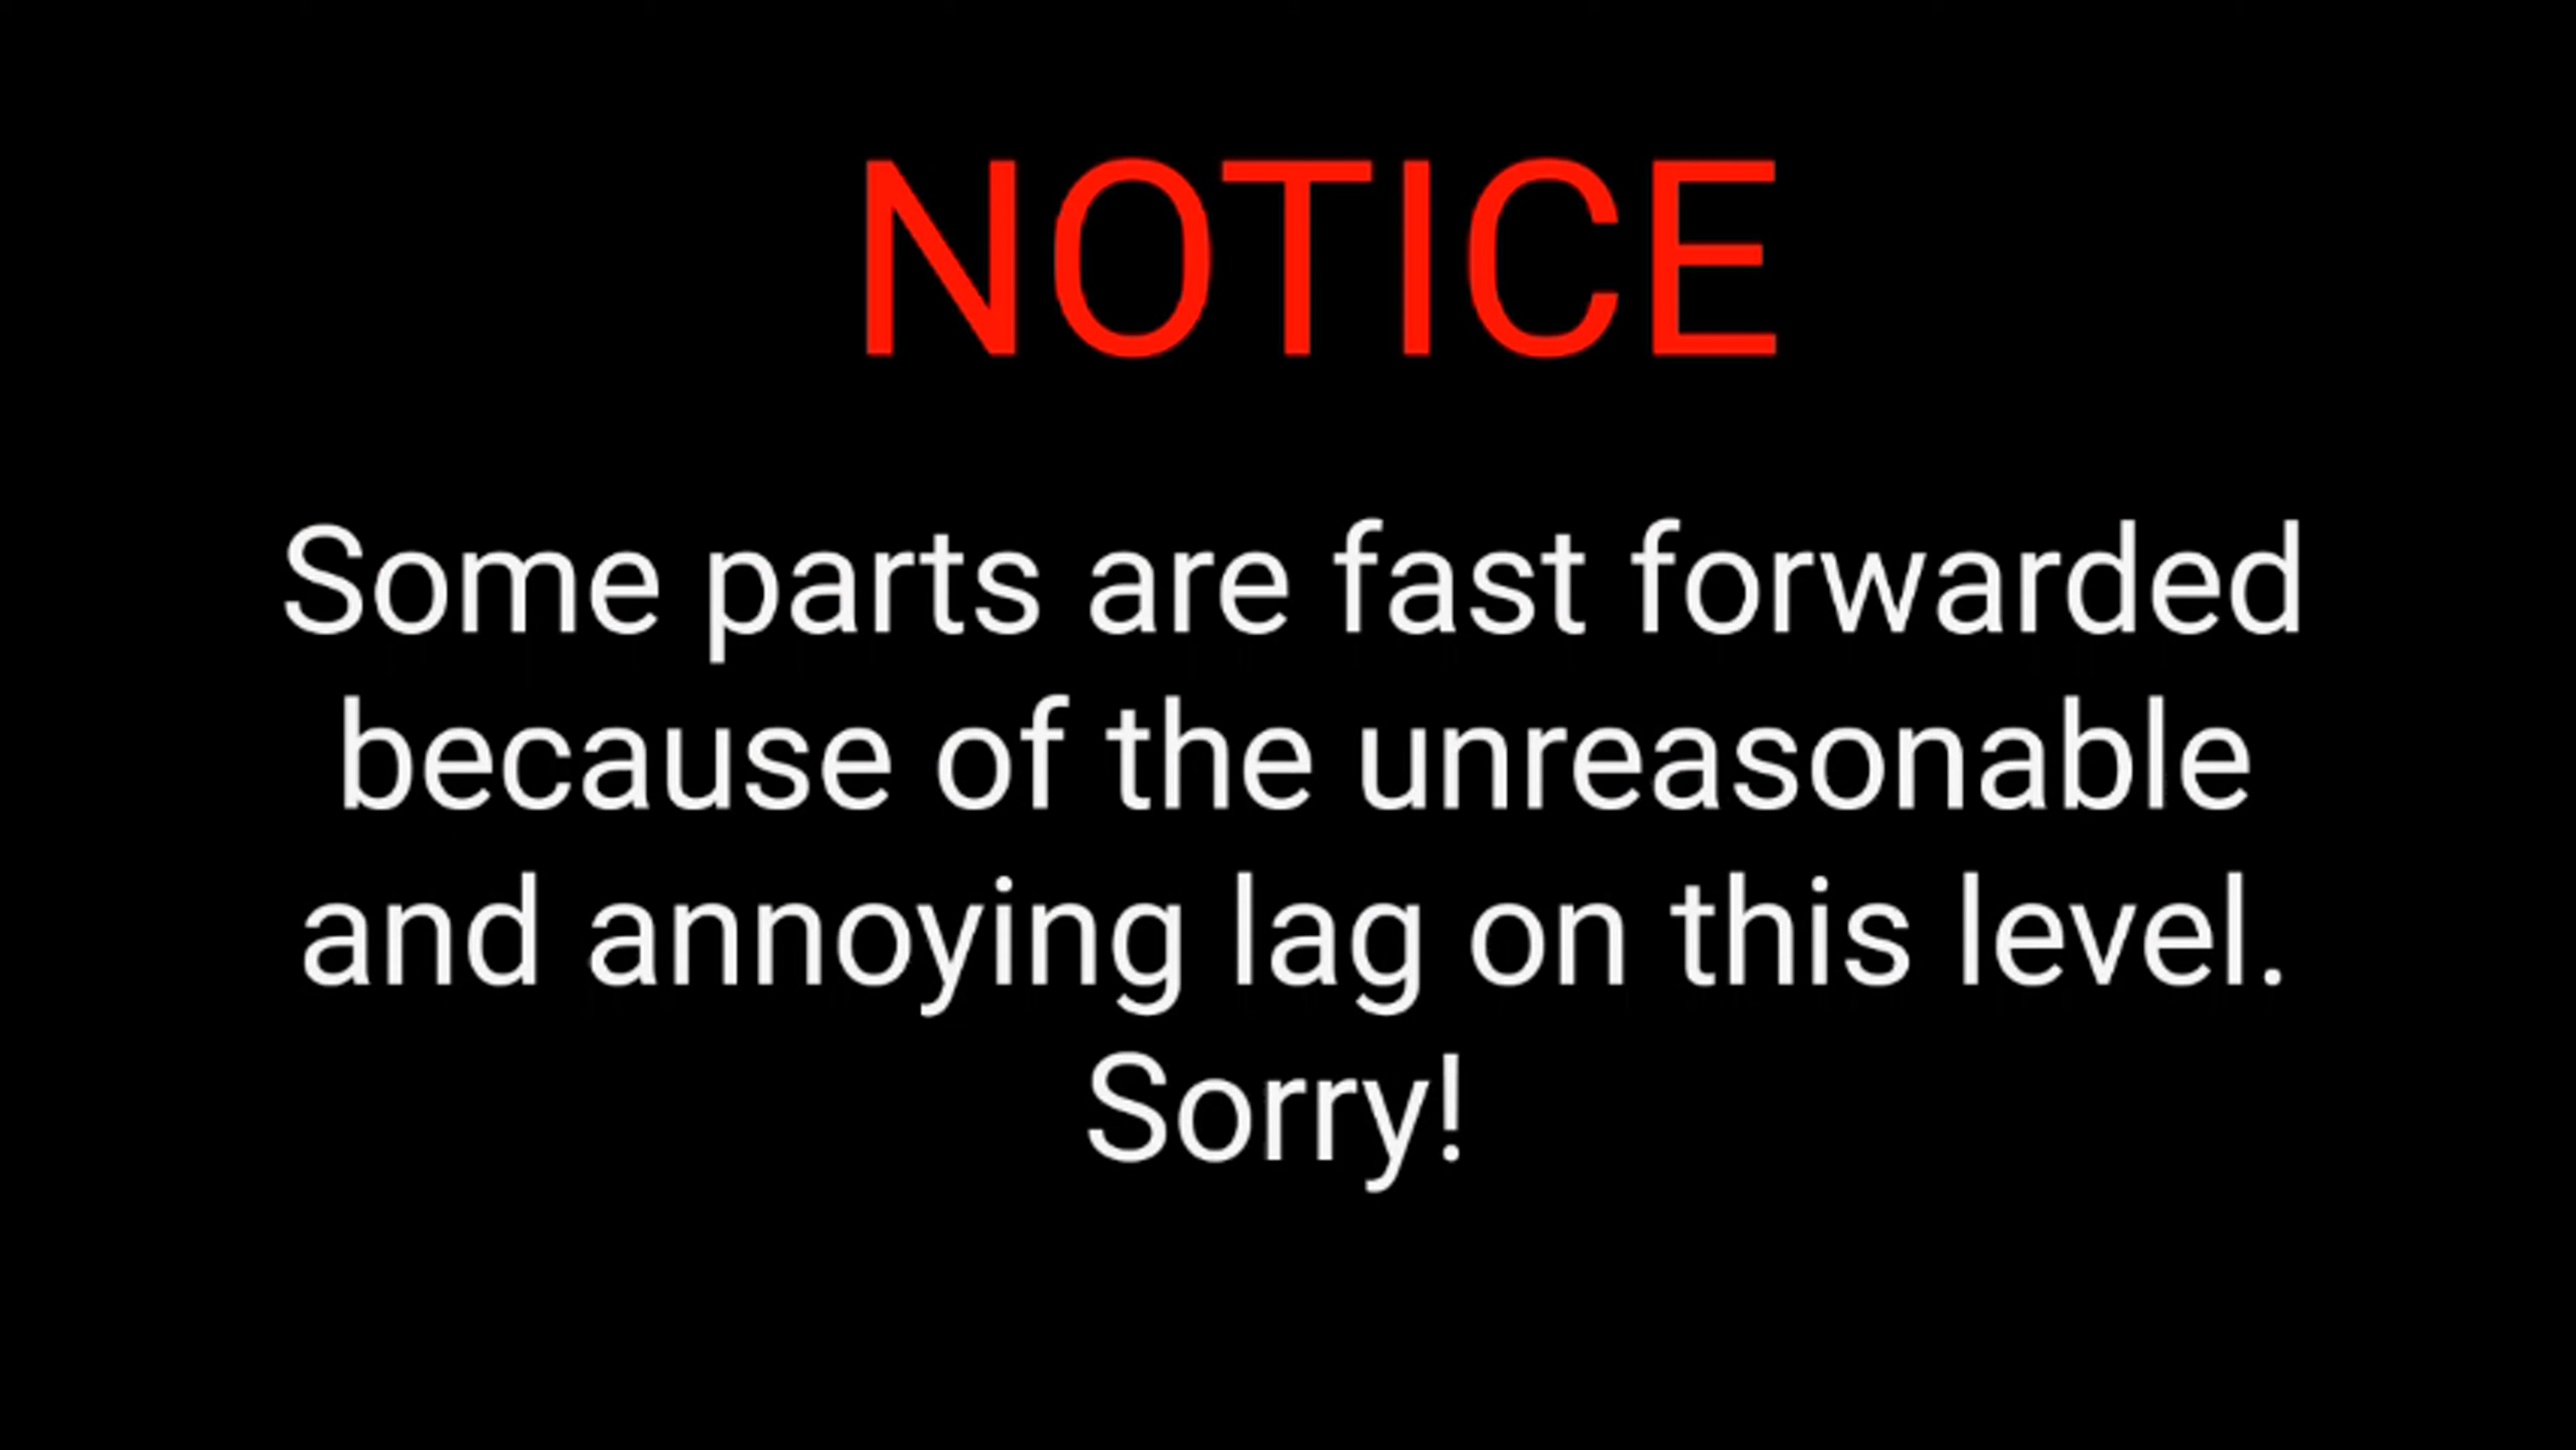 NOTICE
Some parts are fast forwarded
because of the unreasonable
and annoying lag on this level.
Sorry!